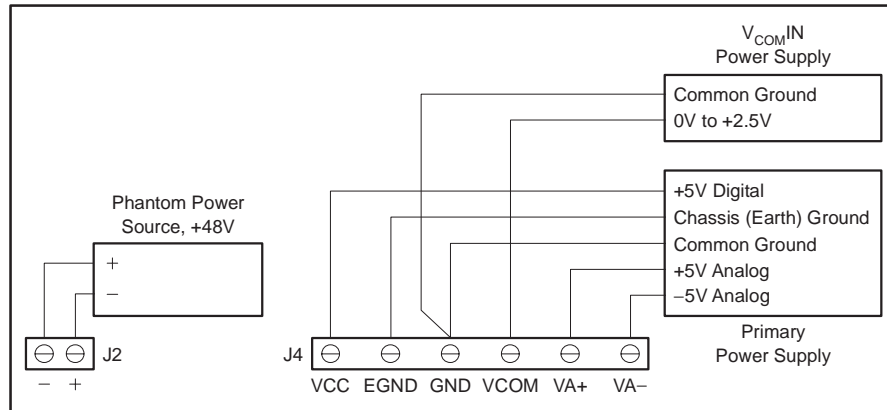 V_COM IN
Power Supply
Common Ground
0V to +2.5V
+5V Digital
Chassis (Earth) Ground
Common Ground
+5V Analog
−5V Analog
Primary
Power Supply
Phantom Power
Source, +48V
+
−
J2
− +
J4
VCC EGND GND VCOM VA+ VA−